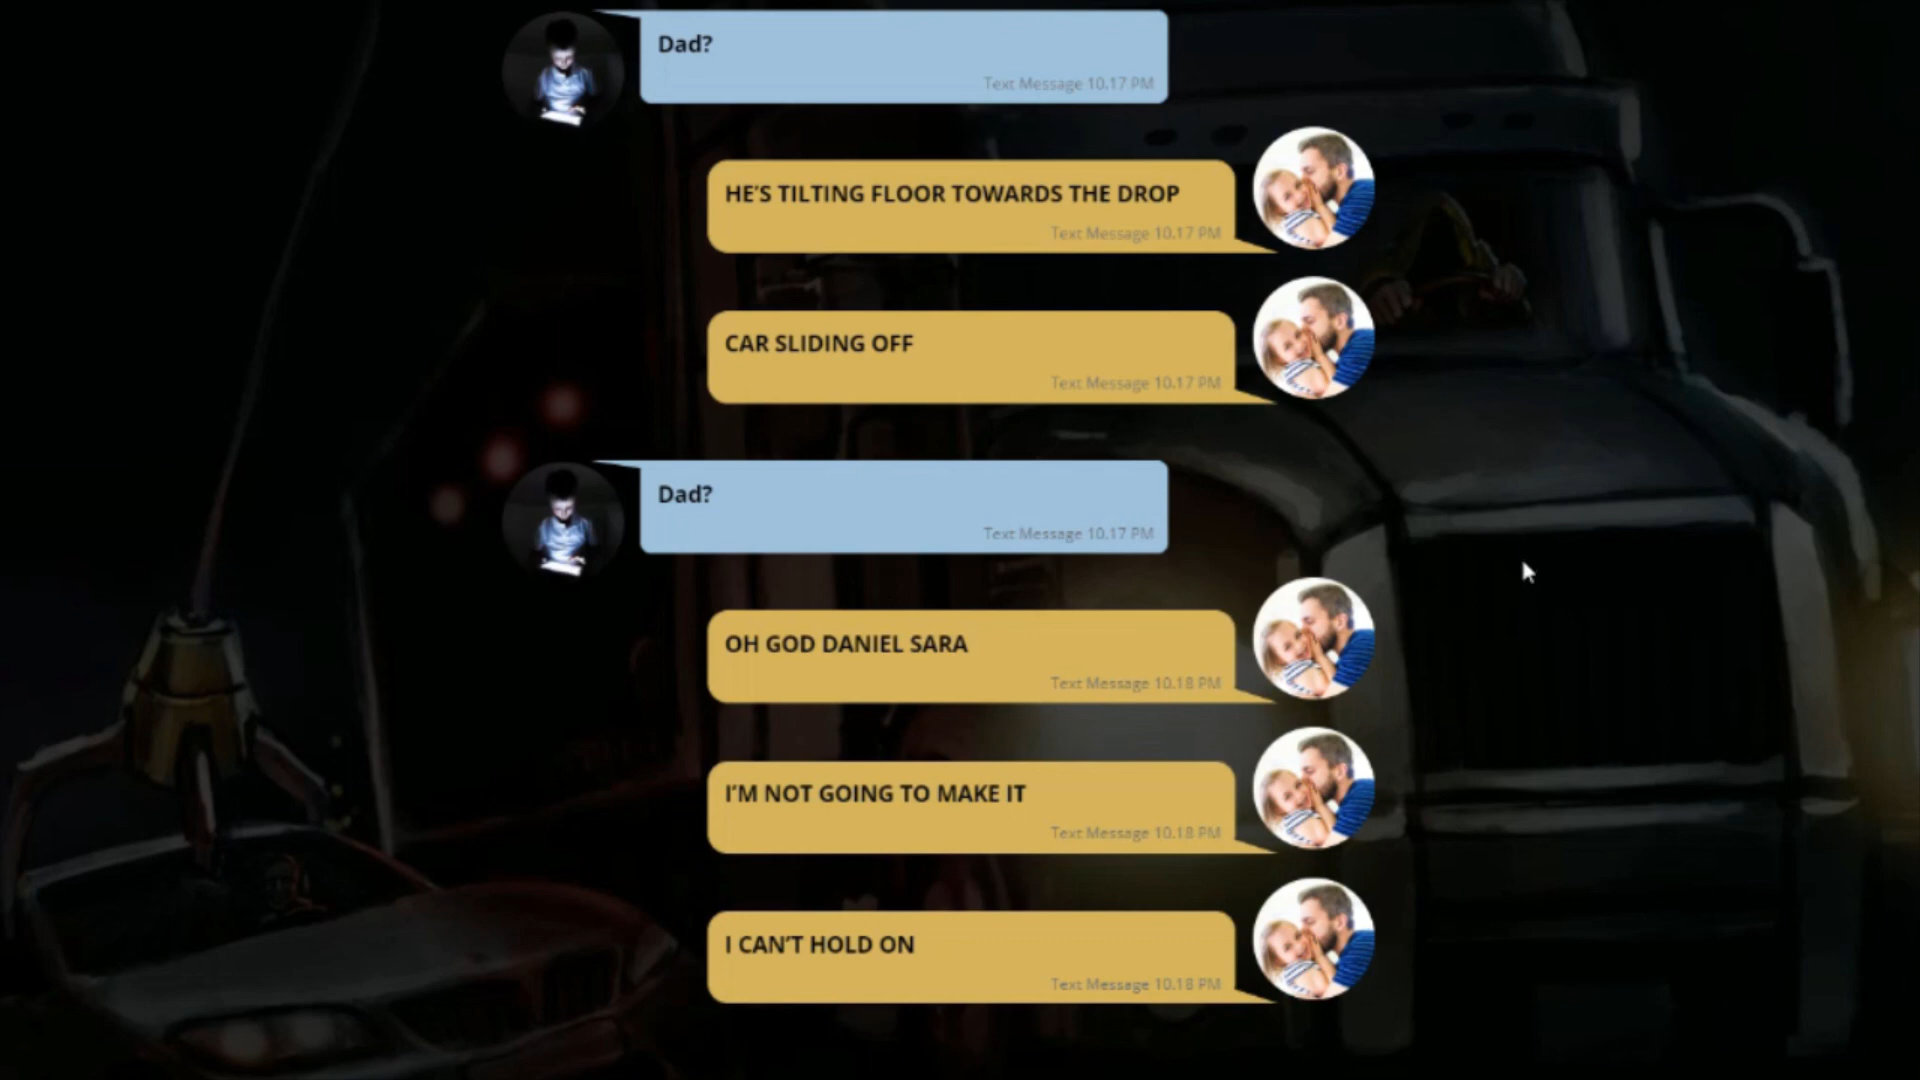 Dad?
Text Message 10.17 PM
HE'S TILTING FLOOR TOWARDS THE DROP
Text Message 10.17 PM
CAR SLIDING OFF
Text Message 10.17 PM
Dad?
Text Message 10.17 PM
OH GOD DANIEL SARA
Text Message 10.18 PM
I'M NOT GOING TO MAKE IT
Text Message 10.18 PM
I CAN'T HOLD ON
Text Message 10.18 PM